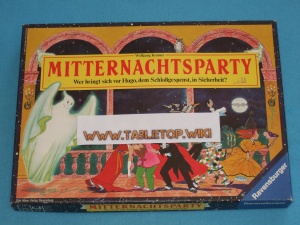 Wolfgang Kramer
MITTERNACHTSPARTY
Wer bringt sich vor Hugo, dem Schloßgespenst, in Sicherheit?
WWW.TABLETOP.WIKI
Ravensburger
MITTERNACHTSPARTY